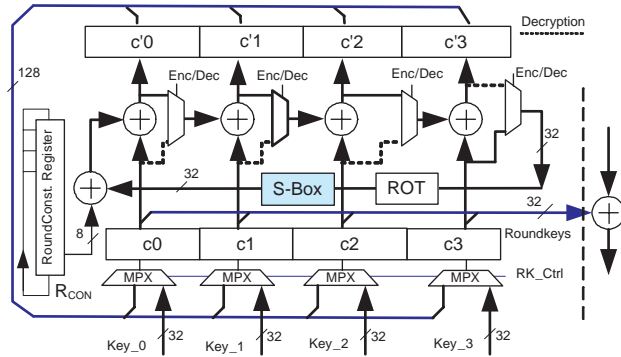 c'0 c'1 c'2 c'3
Decryption
128
Enc/Dec Enc/Dec Enc/Dec Enc/Dec
RoundConst. Register
32
32 S-Box ROT
32
8
Roundkeys
c0 c1 c2 c3
MPX MPX MPX MPX
RK_Ctrl
RCON
32 32 32 32
Key_0 Key_1 Key_2 Key_3